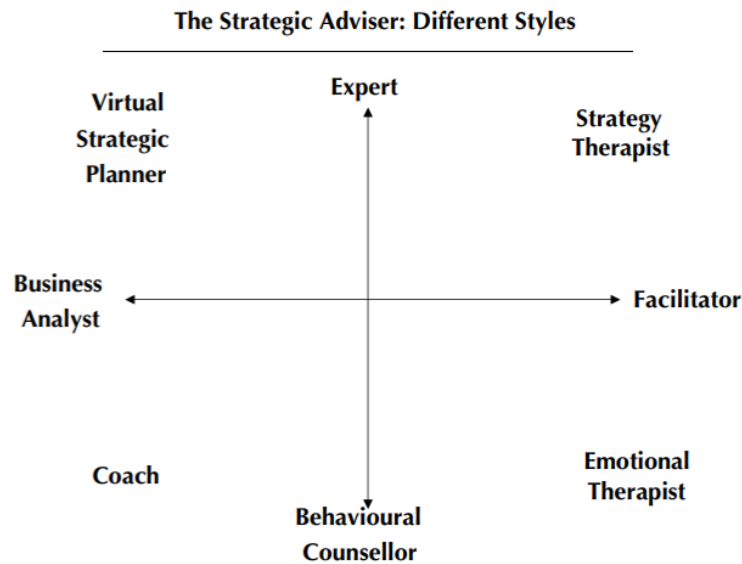 The Strategic Adviser: Different Styles
Expert
Virtual
Strategic
Planner
Strategy
Therapist
Business
Analyst
Facilitator
Coach
Emotional
Therapist
Behavioural
Counsellor